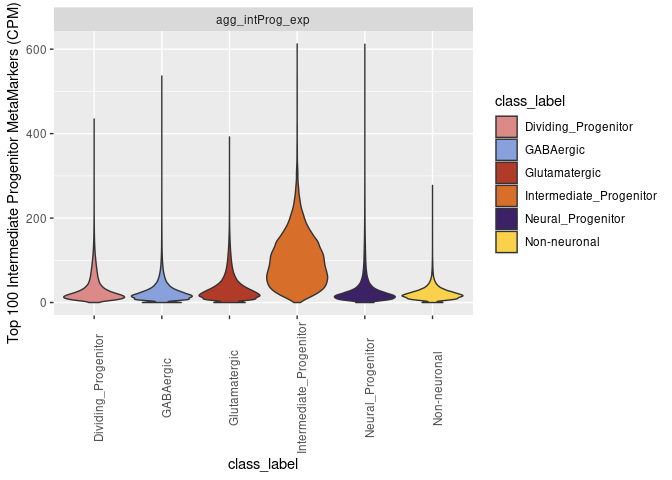 agg_intProg_exp
Top 100 Intermediate Progenitor MetaMarkers (CPM)
600
400
200
0
Dividing_Progenitor
GABAergic
Glutamatergic
Intermediate_Progenitor
Neural_Progenitor
Non-neuronal
class_label
class_label
Dividing_Progenitor
GABAergic
Glutamatergic
Intermediate_Progenitor
Neural_Progenitor
Non-neuronal